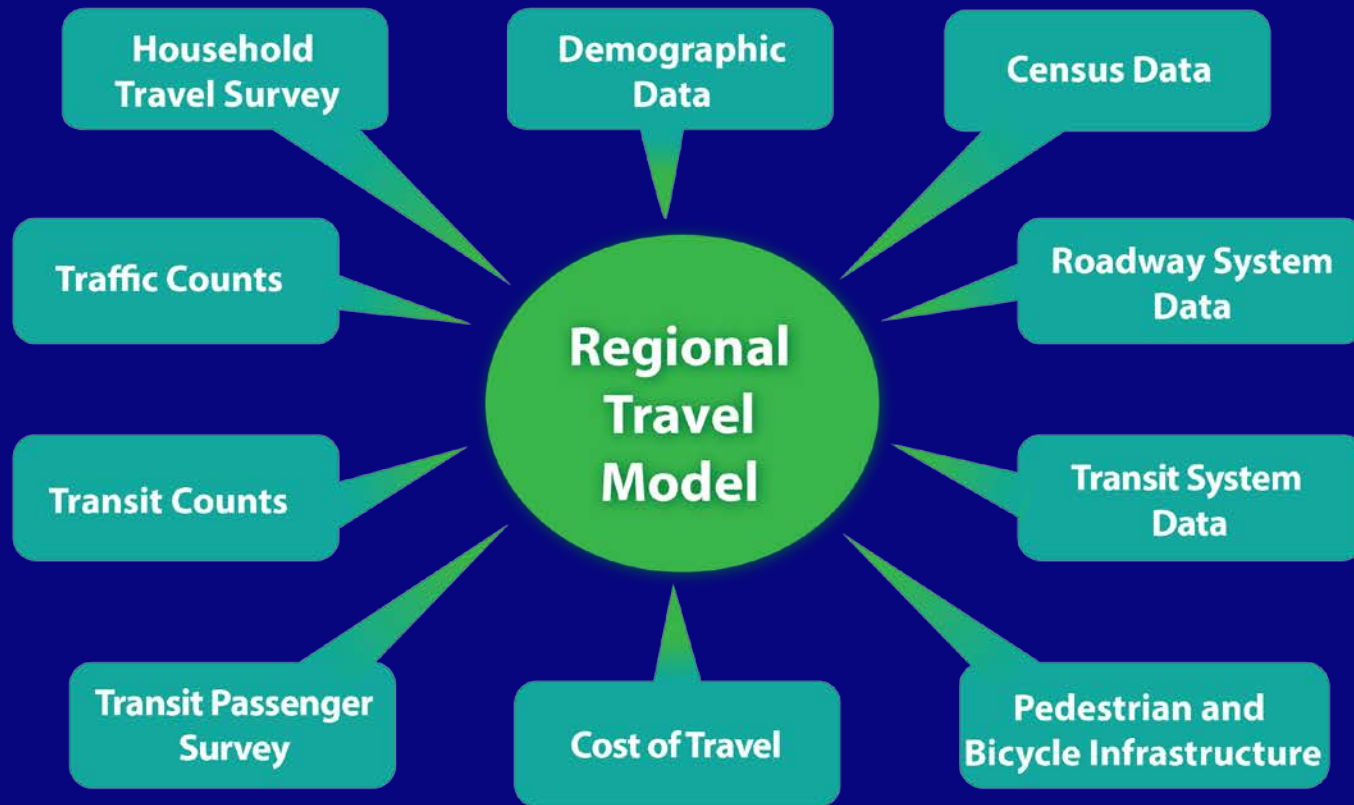 Household
Travel Survey
Demographic
Data
Census Data
Traffic Counts
Roadway System
Data
Regional
Travel
Model
Transit Counts
Transit System
Data
Transit Passenger
Survey
Cost of Travel
Pedestrian and
Bicycle Infrastructure